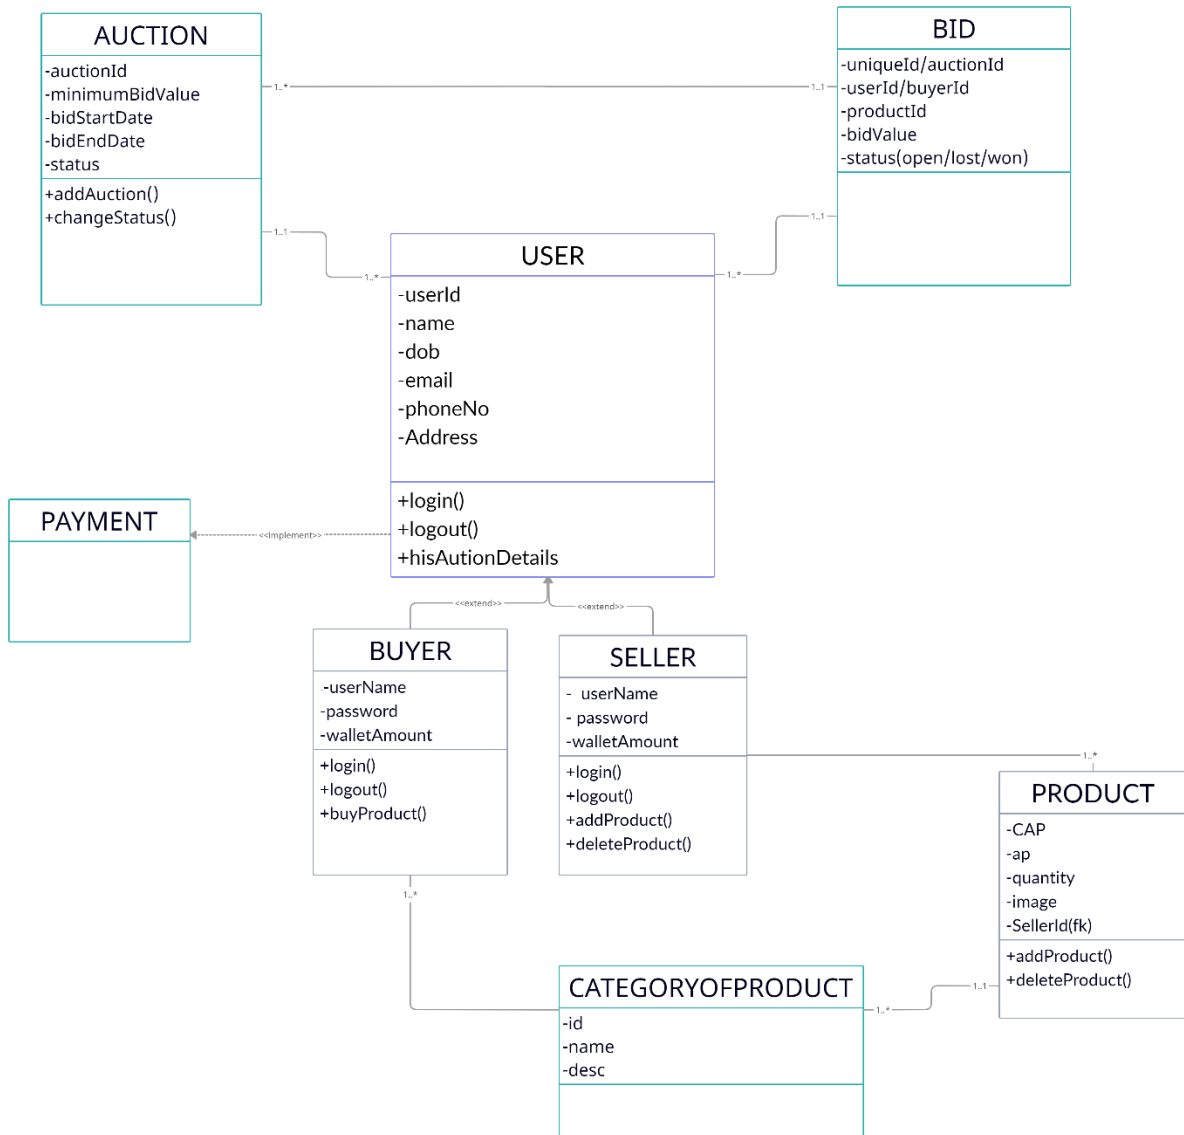 AUCTION
-auctionId
-minimumBidValue
-bidStartDate
-bidEndDate
-status
+addAuction()
+changeStatus()
BID
-uniqueId/auctionId
-userId/buyerId
-productId
-bidValue
-status(open/lost/won)
1..*
1..1
1..1
1..*
1..1
1..*
USER
-userId
-name
-dob
-email
-phoneNo
-Address
+login()
+logout()
+hisAutionDetails
PAYMENT
<<implement>>
<<extend>>
<<extend>>
BUYER
-userName
-password
-walletAmount
+login()
+logout()
+buyProduct()
SELLER
- userName
- password
-walletAmount
+login()
+logout()
+addProduct()
+deleteProduct()
1..*
PRODUCT
-CAP
-ap
-quantity
-image
-SellerId(fk)
+addProduct()
+deleteProduct()
1..*
1..1
1..*
CATEGORYOFPRODUCT
-id
-name
-desc